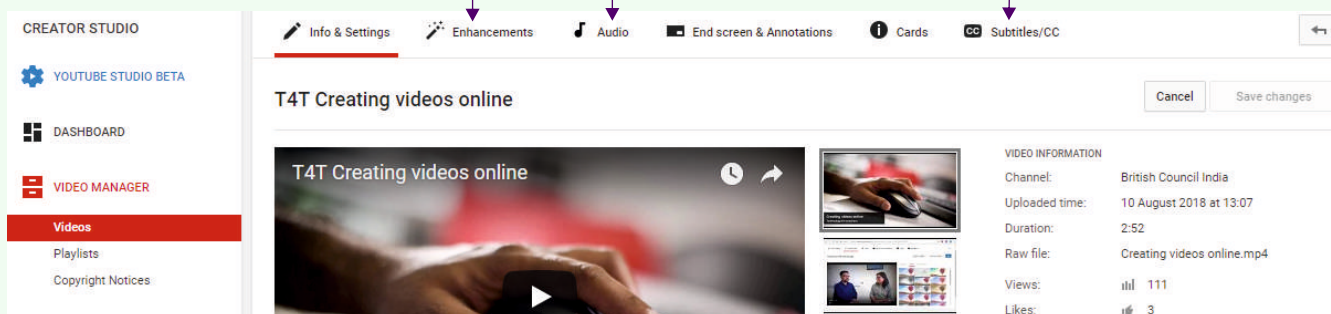 CREATOR STUDIO
Info & Settings
Enhancements
Audio
End screen & Annotations
Cards
CC Subtitles/CC
YOUTUBE STUDIO BETA
T4T Creating videos online
Cancel
Save changes
DASHBOARD
VIDEO MANAGER
Videos
Playlists
Copyright Notices
T4T Creating videos online
VIDEO INFORMATION
Channel: British Council India
Uploaded time: 10 August 2018 at 13:07
Duration: 2:52
Raw file: Creating videos online.mp4
Views: 111
Likes: 3